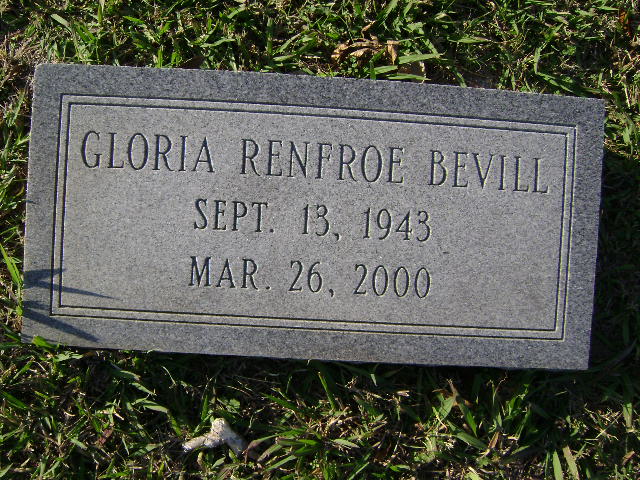 GLORIA RENFROE BEVILL
SEPT. 13, 1943
MAR. 26, 2000